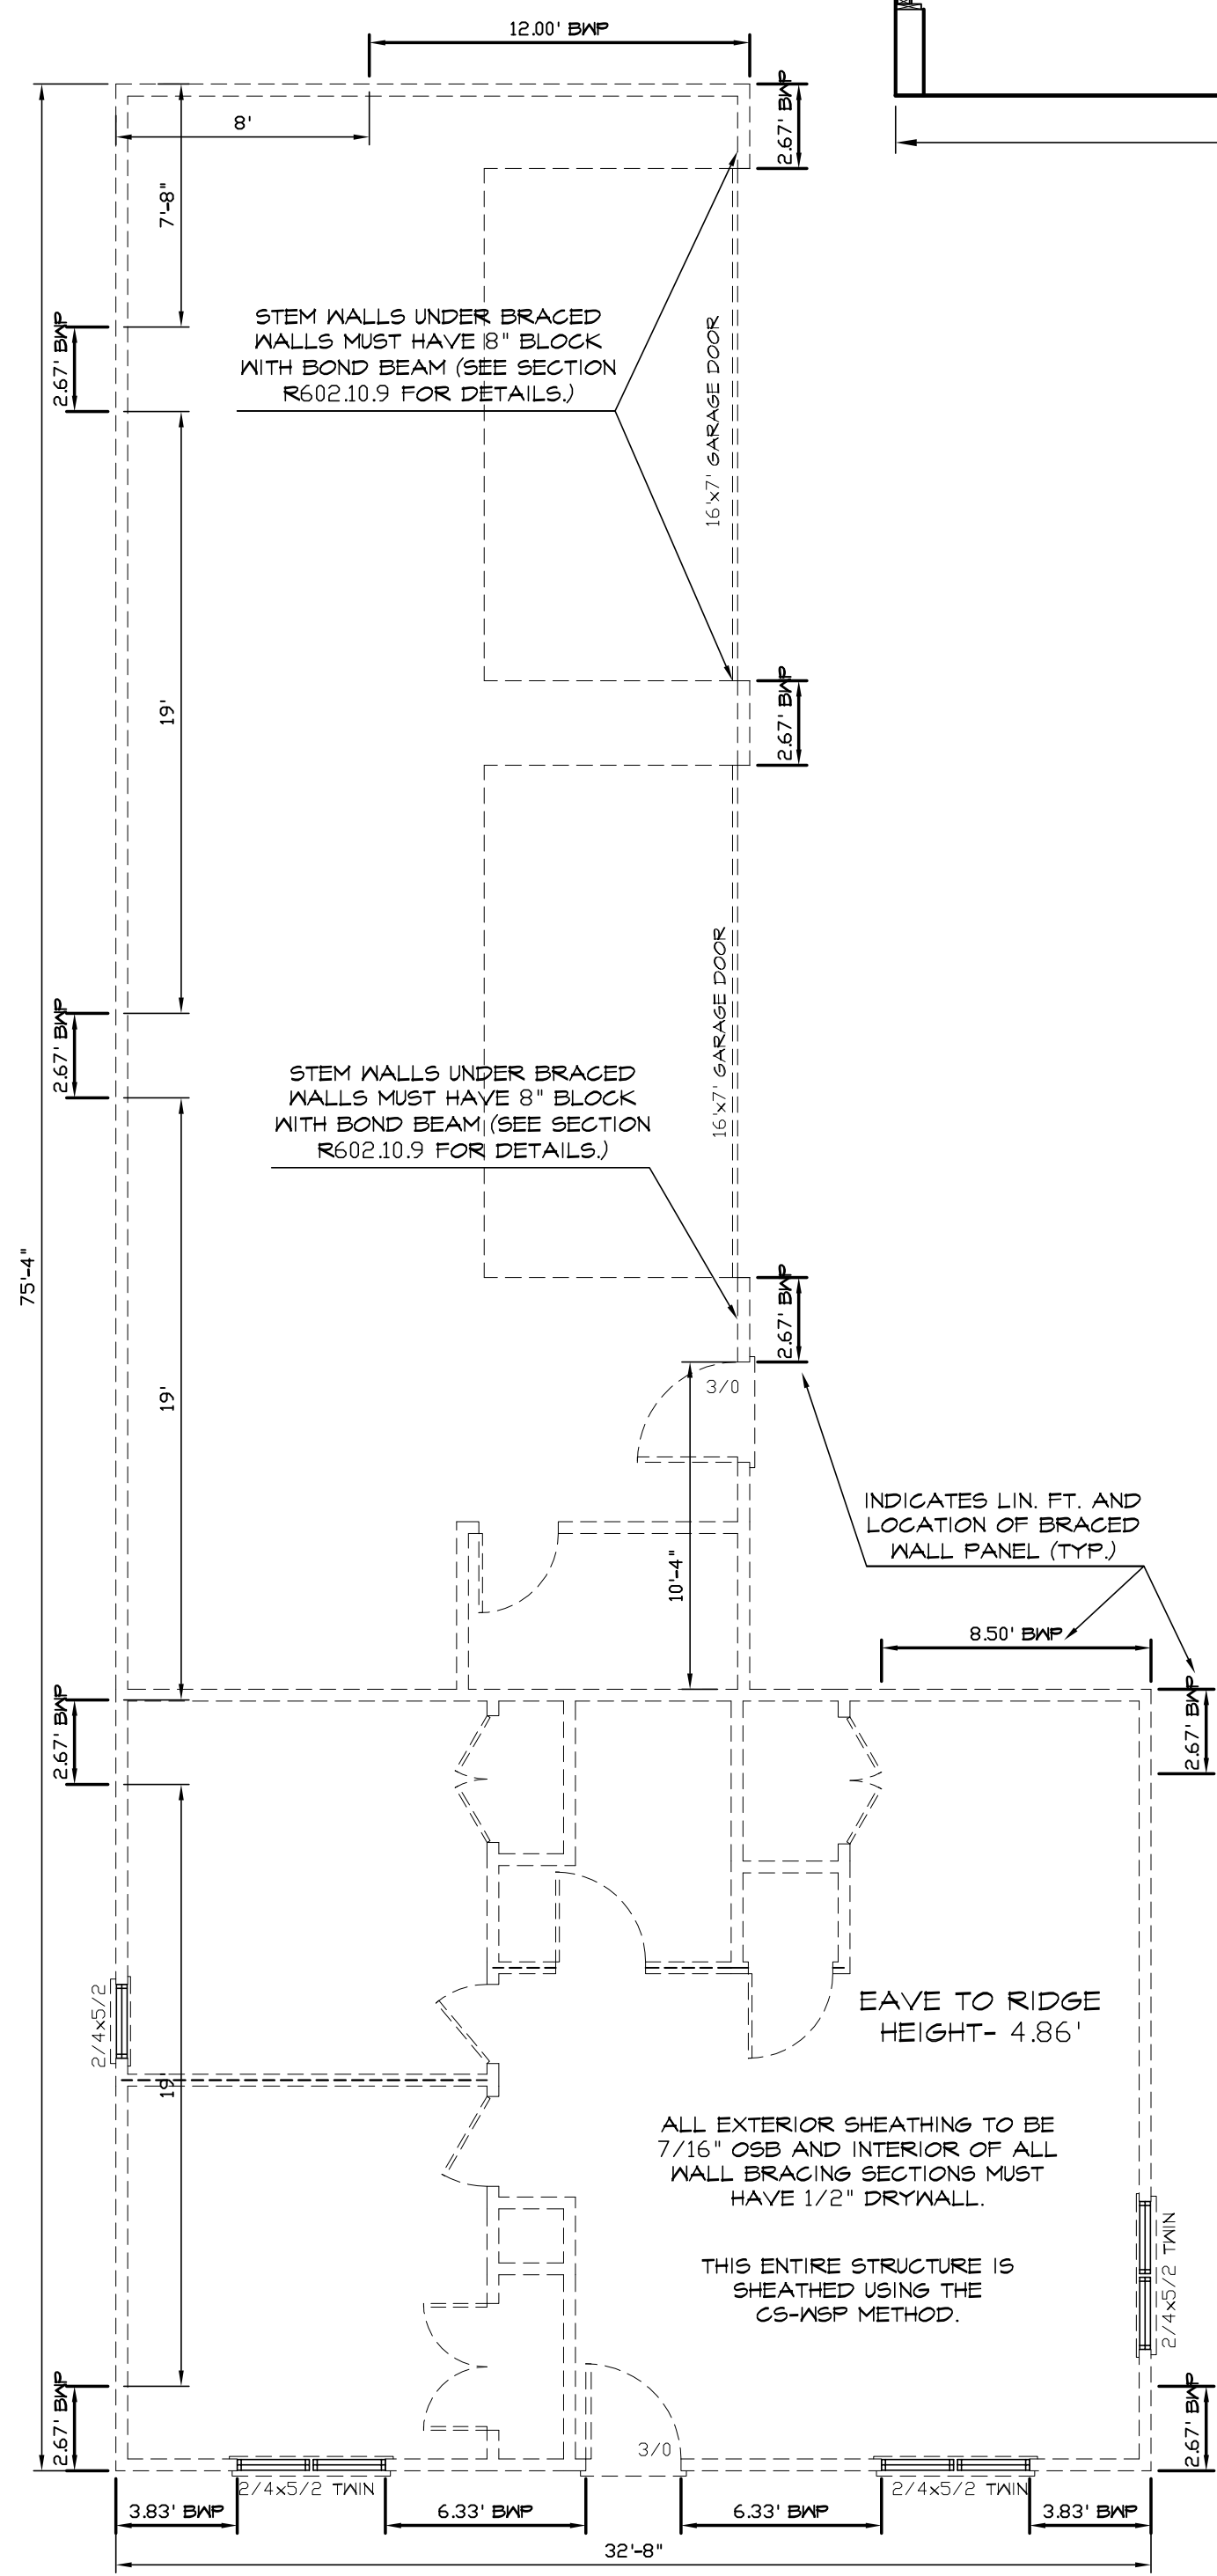 12.00' BWP
2.67' BWP
8'
7'-8"
STEM WALLS UNDER BRACED
WALLS MUST HAVE 8" BLOCK
WITH BOND BEAM (SEE SECTION
R602.10.9 FOR DETAILS.)
2.67' BWP
16'x7' GARAGE DOOR
19'
2.67' BWP
16'x7' GARAGE DOOR
2.67' BWP
STEM WALLS UNDER BRACED
WALLS MUST HAVE 8" BLOCK
WITH BOND BEAM (SEE SECTION
R602.10.9 FOR DETAILS.)
75'-4"
2.67' BWP
19'
3/0
INDICATES LIN. FT. AND
LOCATION OF BRACED
WALL PANEL (TYP.)
10'-4"
8.50' BWP
2.67' BWP
2.67' BWP
EAVE TO RIDGE
HEIGHT- 4.86'
2/4x5/2
19'
ALL EXTERIOR SHEATHING TO BE
7/16" OSB AND INTERIOR OF ALL
WALL BRACING SECTIONS MUST
HAVE 1/2" DRYWALL.
THIS ENTIRE STRUCTURE IS
SHEATHED USING THE
CS-WSP METHOD.
2/4x5/2 TWIN
2.67' BWP
2.67' BWP
3/0
2/4x5/2 TWIN
2/4x5/2 TWIN
3.83' BWP
6.33' BWP
6.33' BWP
3.83' BWP
32'-8"